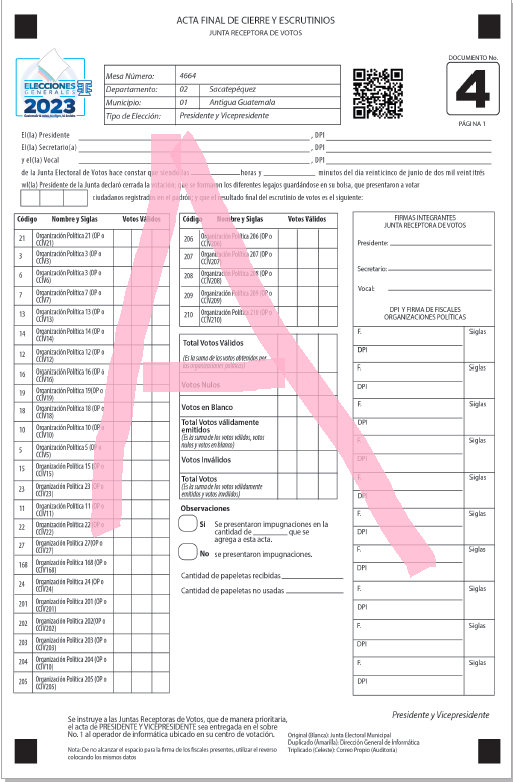 ACTA FINAL DE CIERRE Y ESCRUTINIOS
JUNTA RECEPTORA DE VOTOS
ELECCIONES
GENERALES
2023
Mesa Número: 4664
Departamento: 02 Sacatepéquez
Municipio: 01 Antigua Guatemala
Tipo de Elección: Presidente y Vicepresidente
DOCUMENTO No.
4
PÁGINA 1
El(la) Presidente , DPI
El(la) Secretario(a) , DPI
y el(la) Vocal , DPI
de la Junta Electoral de Votos hace constar que siendo las horas y minutos del día veinticinco de junio de dos mil veintitrés
el(la) Presidente de la Junta declaró cerrada la votación; que se formaron los diferentes legajos guardándose en su bolsa, que presentaron a votar
ciudadanos registrados en el padrón; y que el resultado final del escrutinio de votos es el siguiente:
Código Nombre y Siglas Votos Válidos
21 Organización Política 21 (OP o CCIV21)
3 Organización Política 3 (OP o CCIV3)
6 Organización Política 3 (OP o CCIV6)
7 Organización Política 7 (OP o CCIV7)
13 Organización Política 13 (OP o CCIV13)
14 Organización Política 14 (OP o CCIV14)
12 Organización Política 12 (OP o CCIV12)
16 Organización Política 16 (OP o CCIV16)
19 Organización Política 19(OP o CCIV19)
18 Organización Política 18 (OP o CCIV18)
10 Organización Política 10 (OP o CCIV10)
5 Organización Política 5 (OP o CCIV5)
15 Organización Política 15 (OP o CCIV15)
23 Organización Política 23 (OP o CCIV23)
11 Organización Política 11 (OP o CCIV11)
22 Organización Política 22(OP o CCIV22)
27 Organización Política 27(OP o CCIV27)
168 Organización Política 168 (OP o CCIV168)
24 Organización Política 24 (OP o CCIV24)
201 Organización Política 201 (OP o CCIV201)
202 Organización Política 202(OP o CCIV202)
203 Organización Política 203 (OP o CCIV203)
204 Organización Política 204 (OP o CCIV10)
205 Organización Política 205 (OP o CCIV205)
Código Nombre y Siglas Votos Válidos
206 Organización Política 206 (OP o CCIV206)
207 Organización Política 207 (OP o CCIV207)
208 Organización Política 208 (OP o CCIV208)
209 Organización Política 209 (OP o CCIV209)
210 Organización Política 210 (OP o CCIV210)
Total Votos Válidos
(Es la suma de los votos obtenidos por
las organizaciones políticas)
Votos Nulos
Votos en Blanco
Total Votos válidamente
emitidos
(Es la suma de los votos válidos, votos
nulos y votos en blanco)
Votos Inválidos
Total Votos
(Es la suma de los votos válidamente
emitidos y votos inválidos)
Observaciones
Si Se presentaron impugnaciones en la
cantidad de que se
agrega a esta acta.
No se presentaron impugnaciones.
Cantidad de papeletas recibidas
Cantidad de papeletas no usadas
FIRMAS INTEGRANTES
JUNTA RECEPTORA DE VOTOS
Presidente:
Secretario:
Vocal:
DPI Y FIRMA DE FISCALES
ORGANIZACIONES POLÍTICAS
F. Siglas
DPI
F. Siglas
DPI
F. Siglas
DPI
F. Siglas
DPI
F. Siglas
DPI
F. Siglas
DPI
F. Siglas
DPI
F. Siglas
DPI
F. Siglas
DPI
F. Siglas
DPI
Presidente y Vicepresidente
Se instruye a las Juntas Receptoras de Votos, que de manera prioritaria,
el acta de PRESIDENTE Y VICEPRESIDENTE sea entregada en el sobre
No. 1 al operador de informática ubicado en su centro de votación.
Nota: De no alcanzar el espacio para la firma de los fiscales presentes, utilizar el reverso
colocando los mismos datos
Original (Blanca): Junta Electoral Municipal
Duplicado (Amarilla): Dirección General de Informática
Triplicado (Celeste): Correo Propio (Auditoría)
A